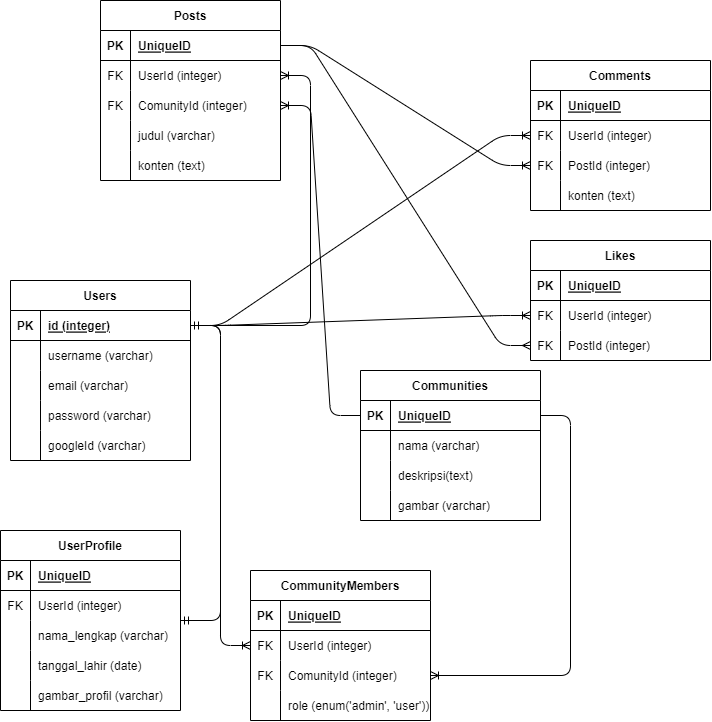 Posts
PK UniqueID
FK UserId (integer)
FK ComunityId (integer)
judul (varchar)
konten (text)
Comments
PK UniqueID
FK UserId (integer)
FK PostId (integer)
konten (text)
Likes
PK UniqueID
FK UserId (integer)
FK PostId (integer)
Users
PK id (integer)
username (varchar)
email (varchar)
password (varchar)
googleId (varchar)
Communities
PK UniqueID
nama (varchar)
deskripsi(text)
gambar (varchar)
UserProfile
PK UniqueID
FK UserId (integer)
nama_lengkap (varchar)
tanggal_lahir (date)
gambar_profil (varchar)
CommunityMembers
PK UniqueID
FK UserId (integer)
FK ComunityId (integer)
role (enum('admin', 'user'))